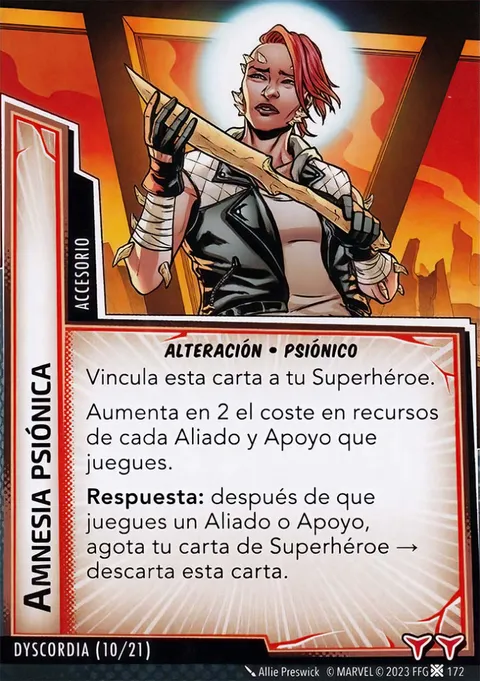 ACCESORIO
AMNESIA PSIÓNICA
ALTERACIÓN • PSIÓNICO
Vincula esta carta a tu Superhéroe.
Aumenta en 2 el coste en recursos
de cada Aliado y Apoyo que
juegues.
Respuesta: después de que
juegues un Aliado o Apoyo,
agota tu carta de Superhéroe →
descarta esta carta.
DYSCORDIA (10/21)
Allie Preswick © MARVEL © 2023 FFG 172